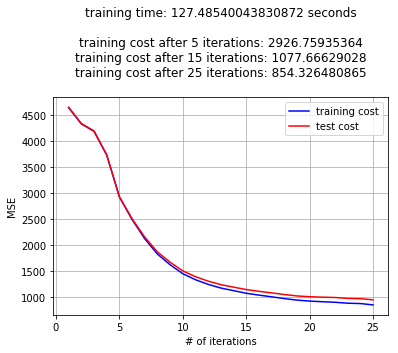 training time: 127.48540043830872 seconds
training cost after 5 iterations: 2926.75935364
training cost after 15 iterations: 1077.66629028
training cost after 25 iterations: 854.326480865
training cost
test cost
4500
4000
3500
3000
2500
2000
1500
1000
MSE
0 5 10 15 20 25
# of iterations